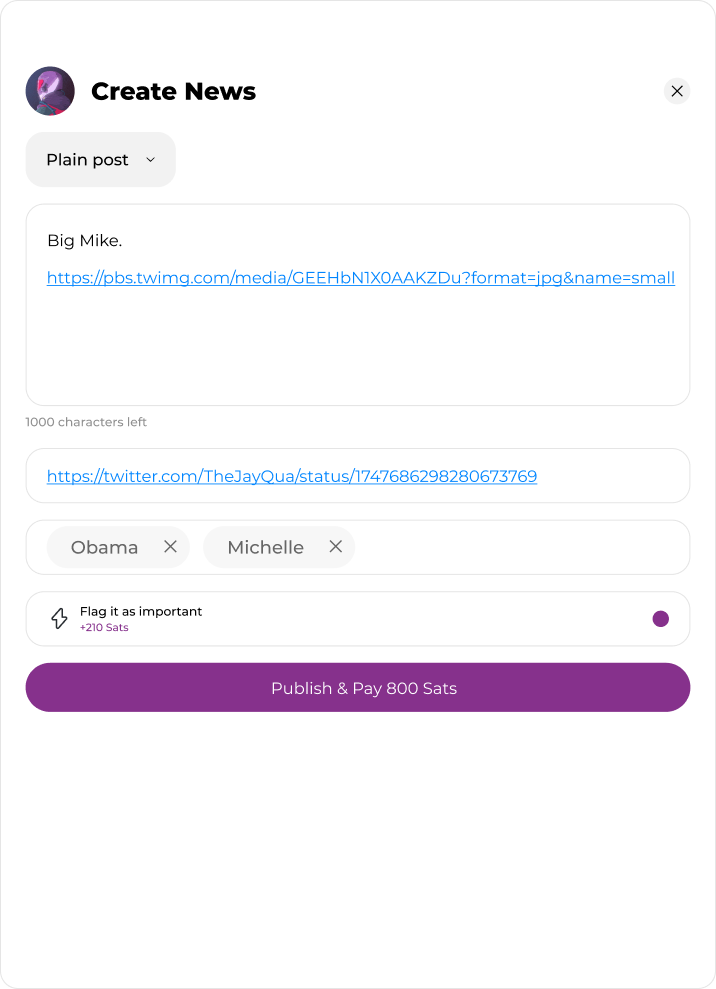 Create News
Plain post
Big Mike.
https://pbs.twimg.com/media/GEEHbN1X0AAKZDu?format=jpg&name=small
1000 characters left
https://twitter.com/TheJayQua/status/1747686298280673769
Obama Michelle
Flag it as important
+210 Sats
Publish & Pay 800 Sats